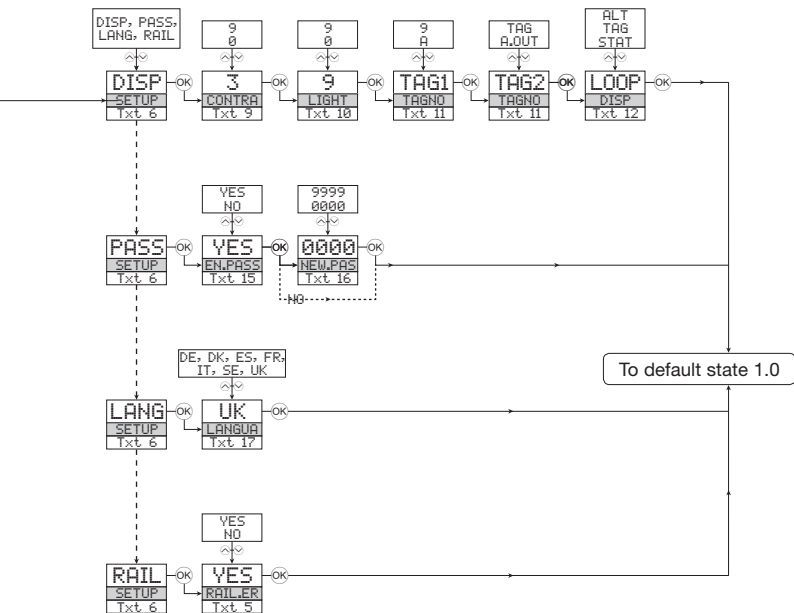 DISP, PASS,
LANG, RAIL
9
0
9
0
9
A
TAG
A.OUT
ALT
TAG
STAT
DISP OK 3 OK 9 OK TAG1 OK TAG2 OK LOOP OK
SETUP CONTRA LIGHT TAGNO TAGNO DISP
Txt 6 Txt 9 Txt 10 Txt 11 Txt 11 Txt 12
YES
NO
9999
0000
PASS OK YES OK 0000 OK
SETUP EN.PASS NEW.PAS
Txt 6 Txt 15 Txt 16
NO
DE, DK, ES, FR,
IT, SE, UK
To default state 1.0
LANG OK UK OK
SETUP LANGUA
Txt 6 Txt 17
YES
NO
RAIL OK YES OK
SETUP RAIL.ER
Txt 6 Txt 5